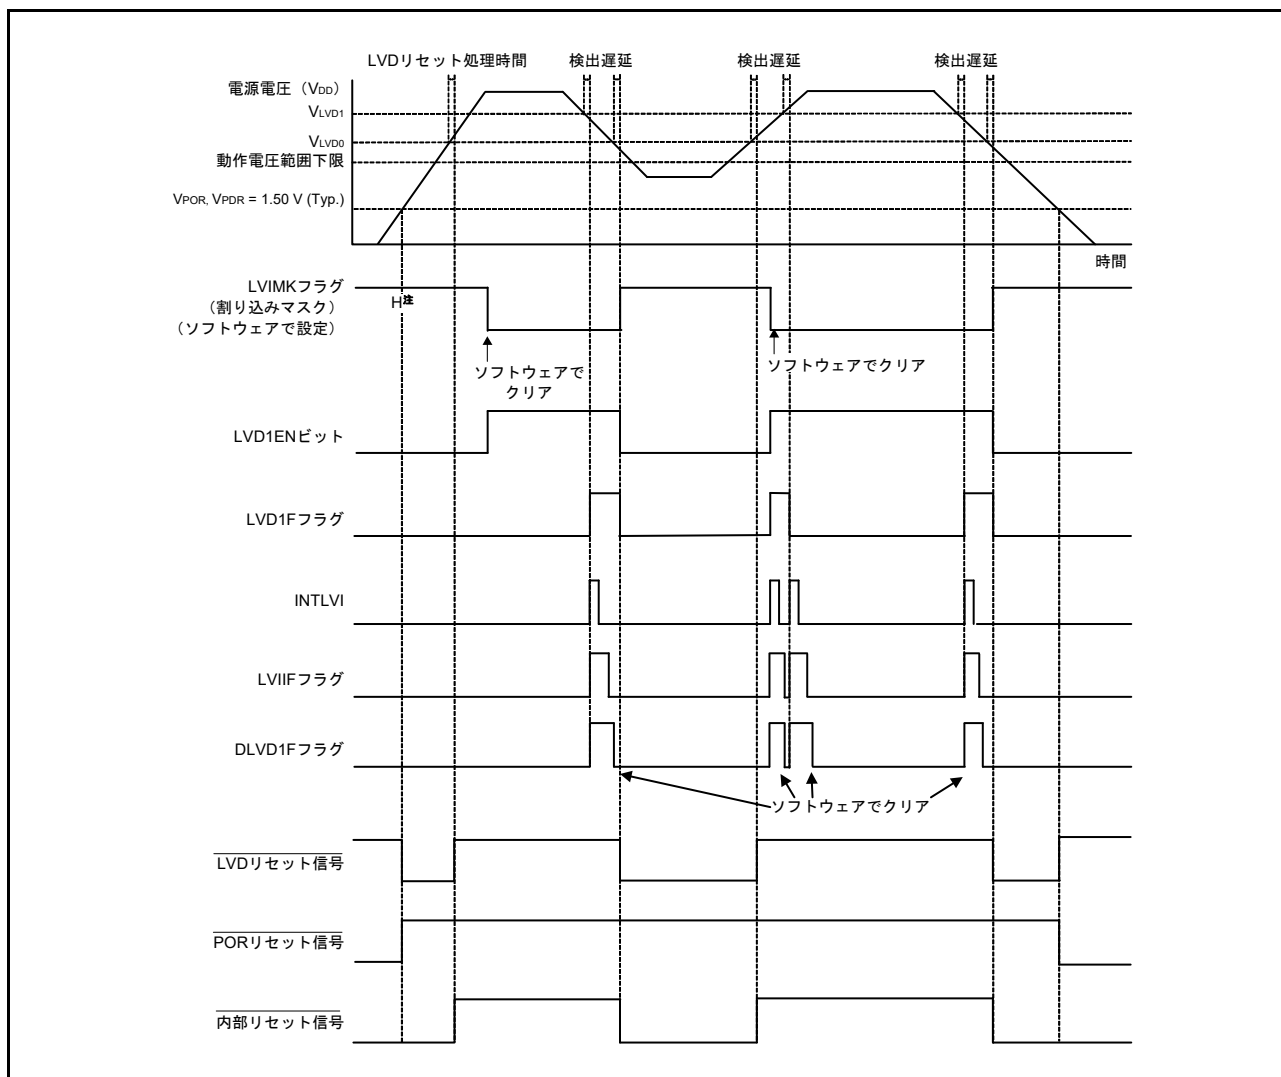 LVDリセット処理時間 検出遅延 検出遅延 検出遅延
電源電圧（VDD）
VLVD1
VLVD0
動作電圧範囲下限
VPOR, VPDR = 1.50 V (Typ.)
時間
LVIMKフラグ
（割り込みマスク）
（ソフトウェアで設定）
H注
ソフトウェアで
クリア
ソフトウェアでクリア
LVD1ENビット
LVD1Fフラグ
INTLVI
LVIIFフラグ
DLVD1Fフラグ
ソフトウェアでクリア
LVDリセット信号
PORリセット信号
内部リセット信号